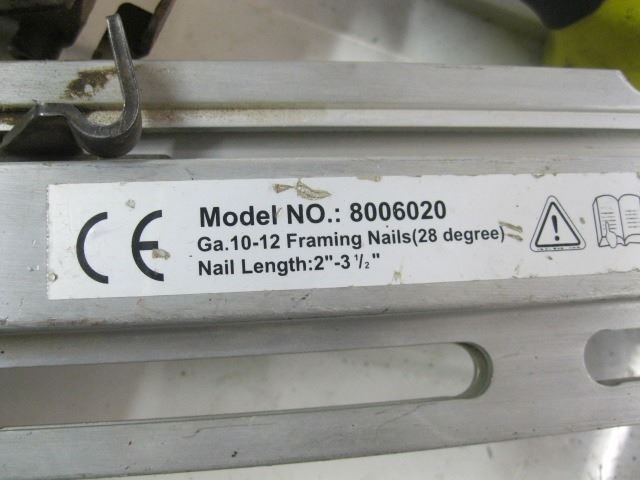 CE
Model NO.: 8006020
Ga.10-12 Framing Nails(28 degree)
Nail Length:2"-3 1/2"